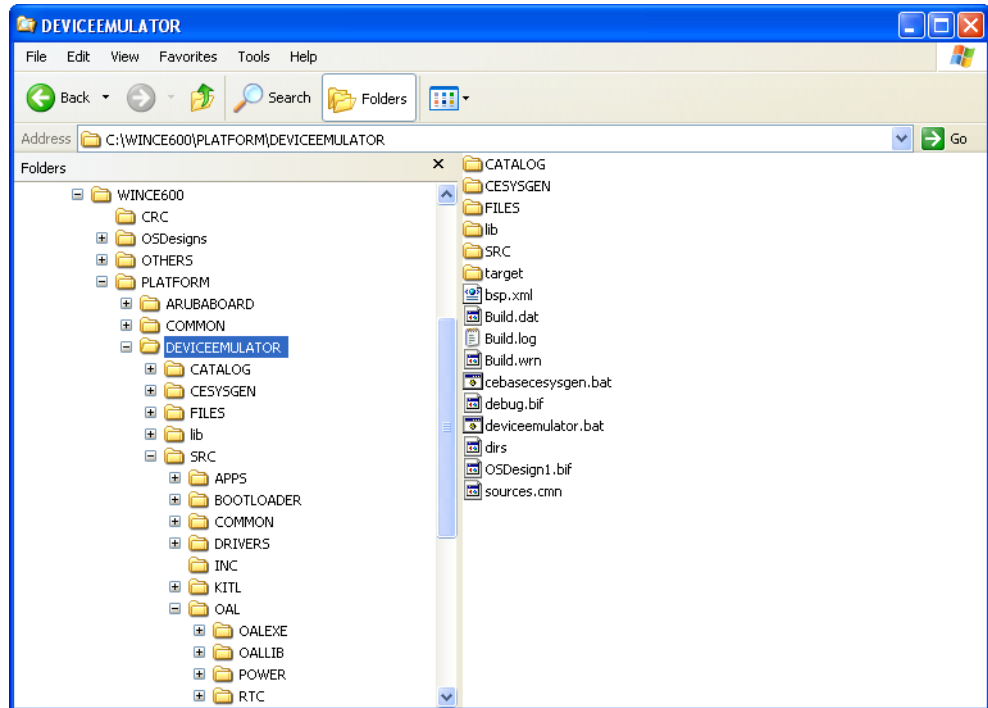 DEVICEEMULATOR
File Edit View Favorites Tools Help
Back Search Folders
Address C:\WINCE600\PLATFORM\DEVICEEMULATOR Go
Folders
WINCE600
CRC
OSDesigns
OTHERS
PLATFORM
ARUBABOARD
COMMON
DEVICEEMULATOR
CATALOG
CESYSGEN
FILES
lib
SRC
APPS
BOOTLOADER
COMMON
DRIVERS
INC
KITL
OAL
OALEXE
OALLIB
POWER
RTC
CATALOG
CESYSGEN
FILES
lib
SRC
target
bsp.xml
Build.dat
Build.log
Build.wrn
cebasecesysgen.bat
debug.bif
deviceemulator.bat
dirs
OSDesign1.bif
sources.cmn